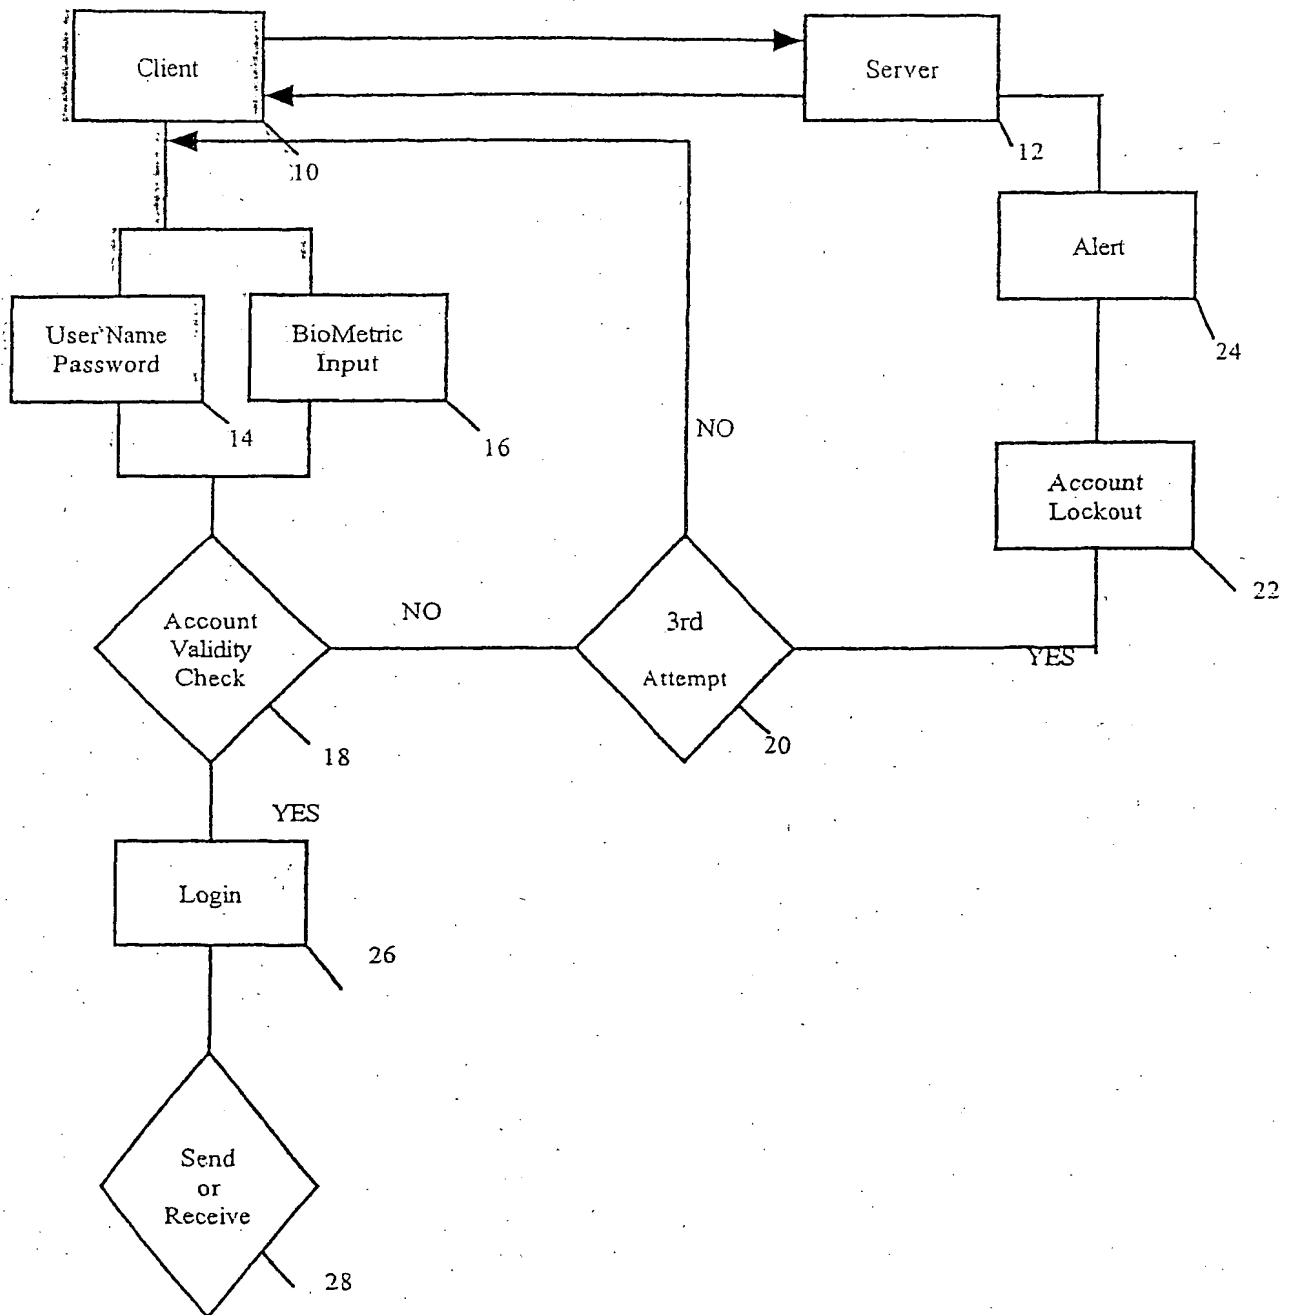 Client
Server
10
12
Alert
24
User Name
Password
14
BioMetric
Input
16
NO
Account
Lockout
22
Account
Validity
Check
18
NO
3rd
Attempt
20
YES
YES
Login
26
Send
or
Receive
28